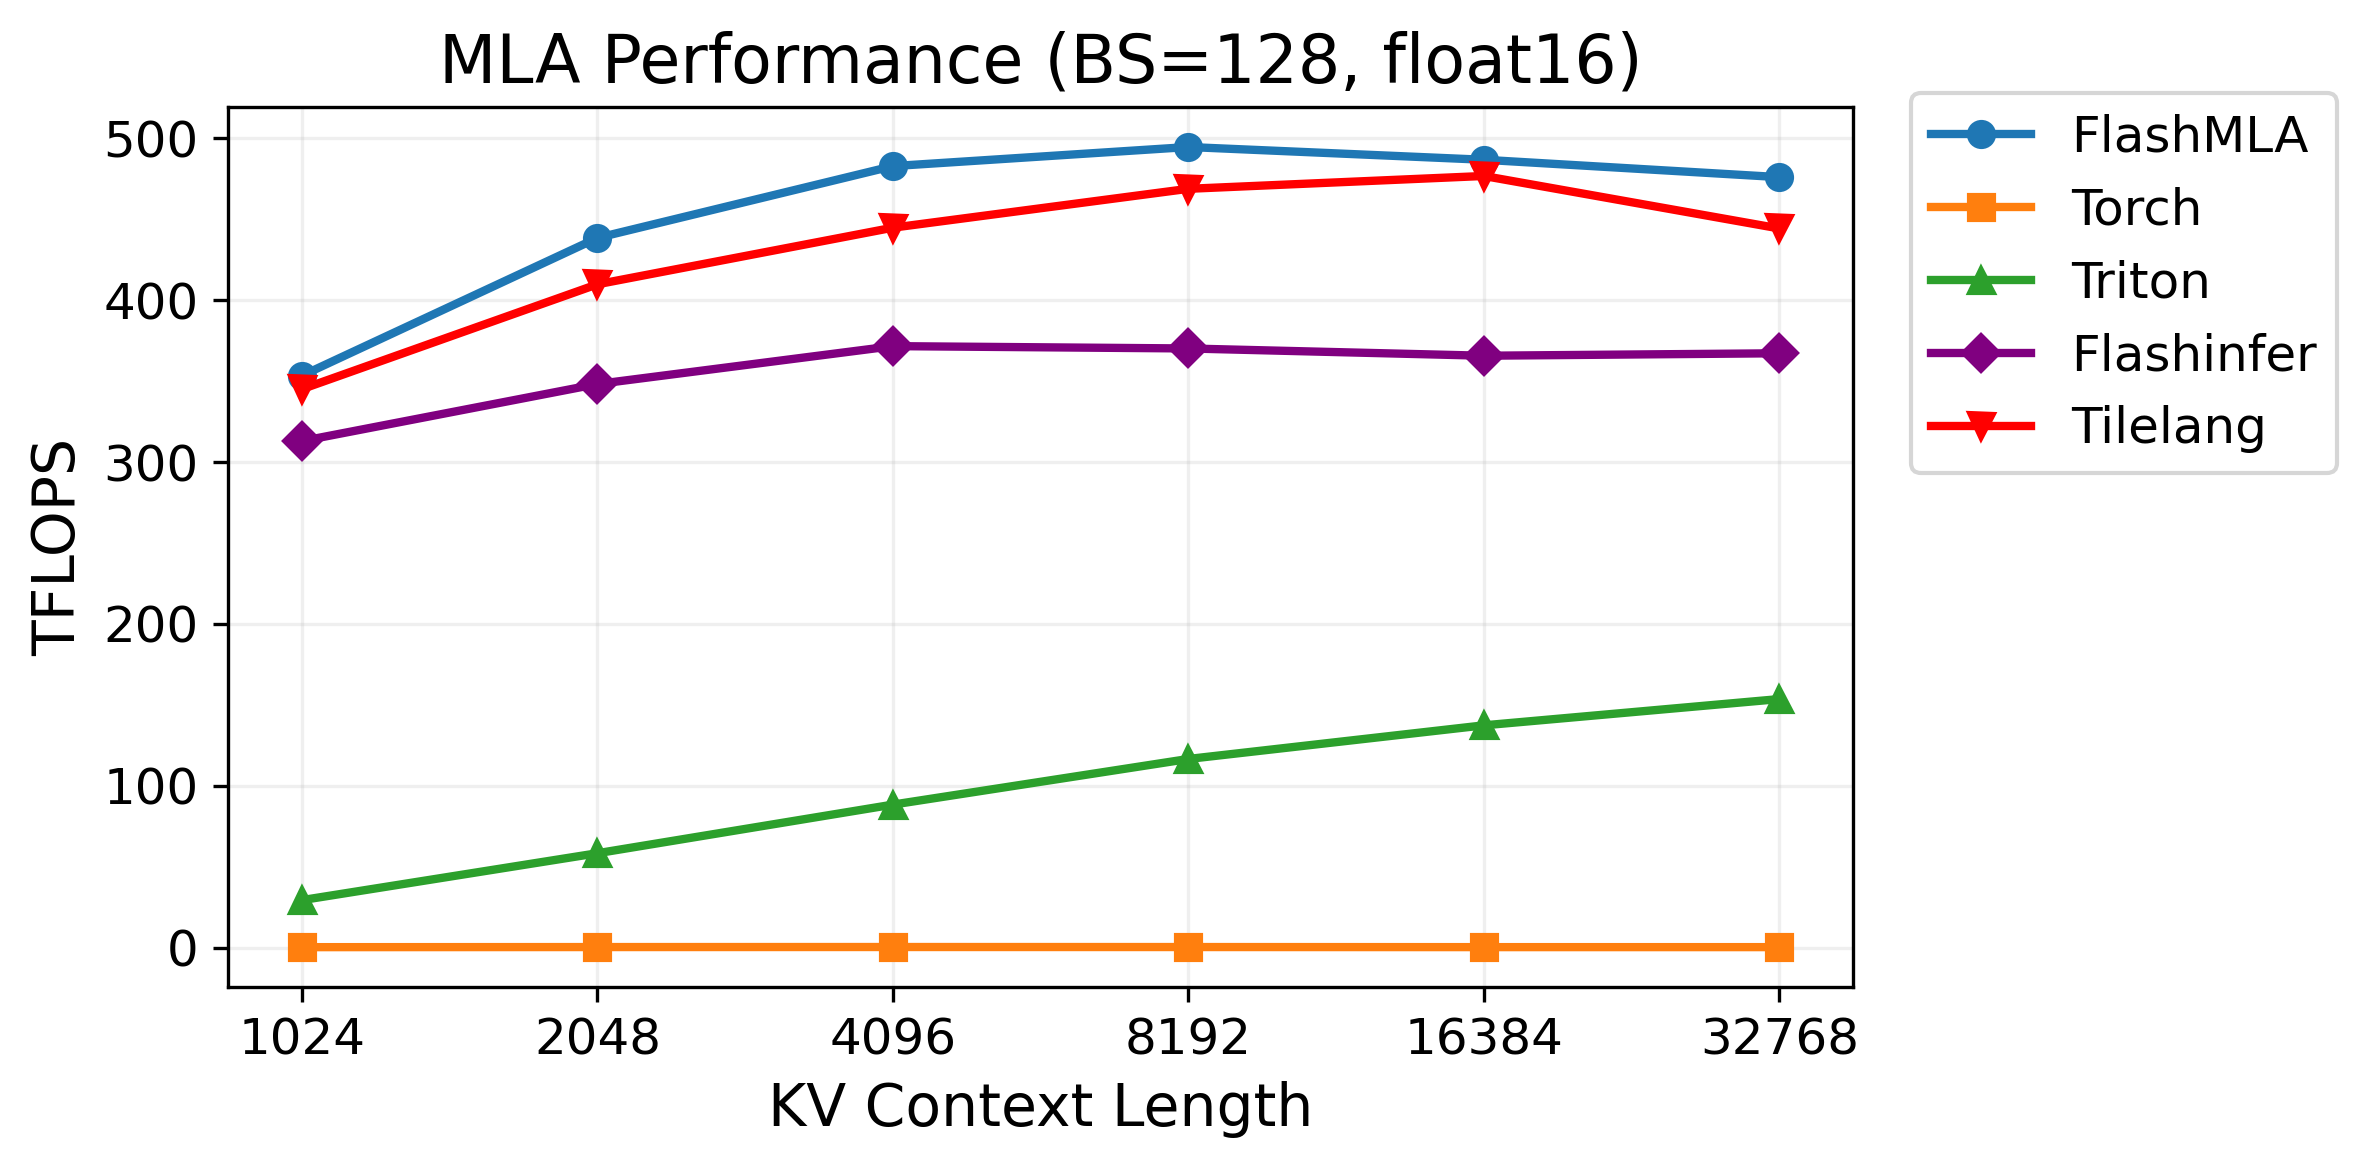 MLA Performance (BS=128, float16)
500
400
300
200
100
0
TFLOPS
1024 2048 4096 8192 16384 32768
KV Context Length
FlashMLA
Torch
Triton
Flashinfer
Tilelang